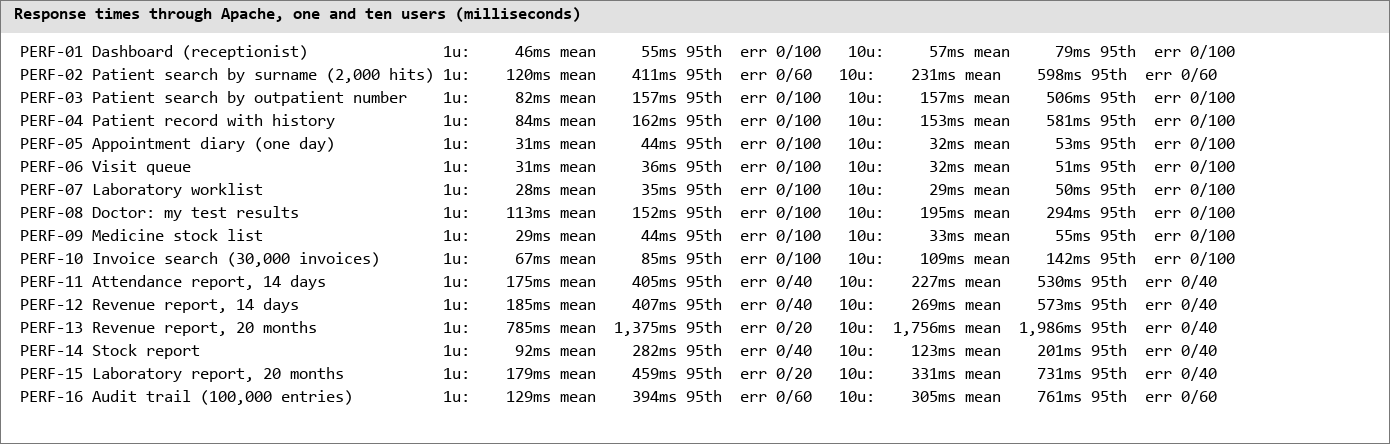 Response times through Apache, one and ten users (milliseconds)
PERF-01 Dashboard (receptionist) 1u: 46ms mean 55ms 95th err 0/100 10u: 57ms mean 79ms 95th err 0/100
PERF-02 Patient search by surname (2,000 hits) 1u: 120ms mean 411ms 95th err 0/60 10u: 231ms mean 598ms 95th err 0/60
PERF-03 Patient search by outpatient number 1u: 82ms mean 157ms 95th err 0/100 10u: 157ms mean 506ms 95th err 0/100
PERF-04 Patient record with history 1u: 84ms mean 162ms 95th err 0/100 10u: 153ms mean 581ms 95th err 0/100
PERF-05 Appointment diary (one day) 1u: 31ms mean 44ms 95th err 0/100 10u: 32ms mean 53ms 95th err 0/100
PERF-06 Visit queue 1u: 31ms mean 36ms 95th err 0/100 10u: 32ms mean 51ms 95th err 0/100
PERF-07 Laboratory worklist 1u: 28ms mean 35ms 95th err 0/100 10u: 29ms mean 50ms 95th err 0/100
PERF-08 Doctor: my test results 1u: 113ms mean 152ms 95th err 0/100 10u: 195ms mean 294ms 95th err 0/100
PERF-09 Medicine stock list 1u: 29ms mean 44ms 95th err 0/100 10u: 33ms mean 55ms 95th err 0/100
PERF-10 Invoice search (30,000 invoices) 1u: 67ms mean 85ms 95th err 0/100 10u: 109ms mean 142ms 95th err 0/100
PERF-11 Attendance report, 14 days 1u: 175ms mean 405ms 95th err 0/40 10u: 227ms mean 530ms 95th err 0/40
PERF-12 Revenue report, 14 days 1u: 185ms mean 407ms 95th err 0/40 10u: 269ms mean 573ms 95th err 0/40
PERF-13 Revenue report, 20 months 1u: 785ms mean 1,375ms 95th err 0/20 10u: 1,756ms mean 1,986ms 95th err 0/40
PERF-14 Stock report 1u: 92ms mean 282ms 95th err 0/40 10u: 123ms mean 201ms 95th err 0/40
PERF-15 Laboratory report, 20 months 1u: 179ms mean 459ms 95th err 0/20 10u: 331ms mean 731ms 95th err 0/40
PERF-16 Audit trail (100,000 entries) 1u: 129ms mean 394ms 95th err 0/60 10u: 305ms mean 761ms 95th err 0/60